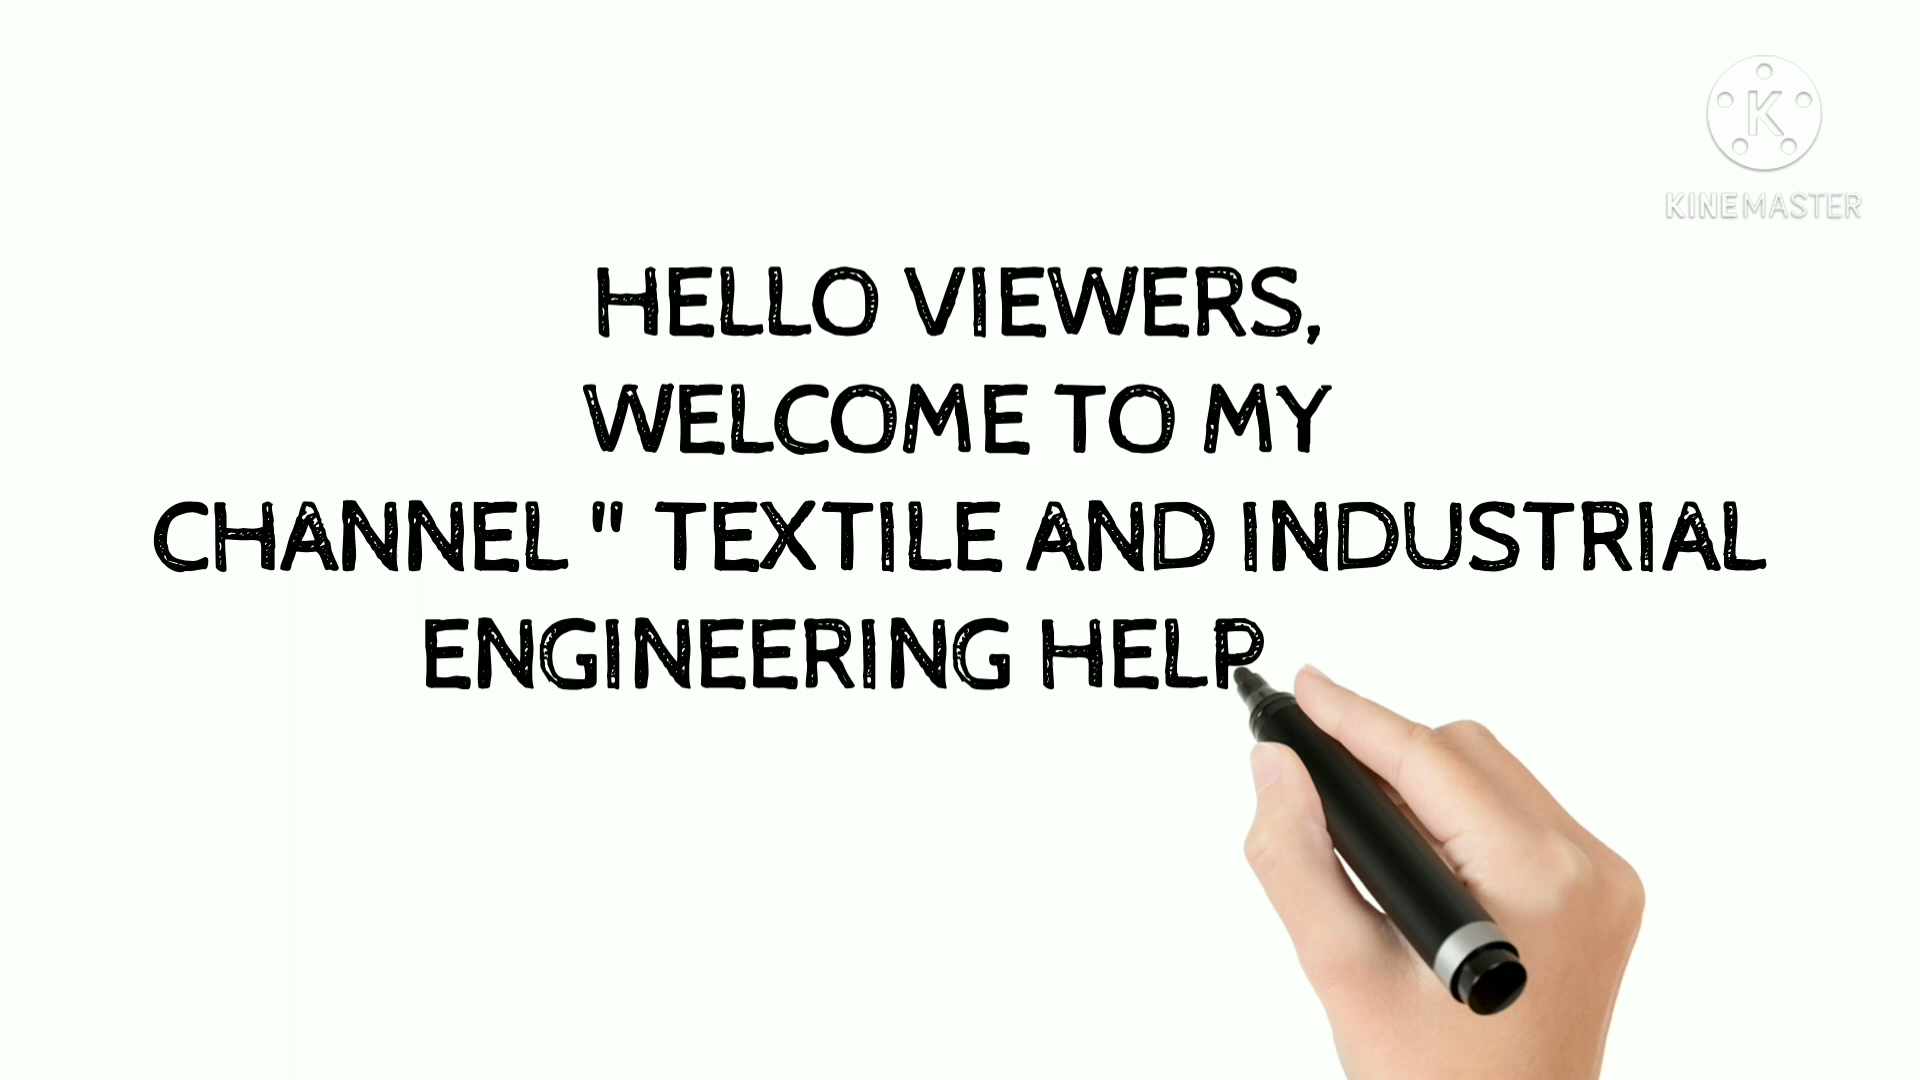 K
KINEMASTER
HELLO VIEWERS,
WELCOME TO MY
CHANNEL " TEXTILE AND INDUSTRIAL
ENGINEERING HELP